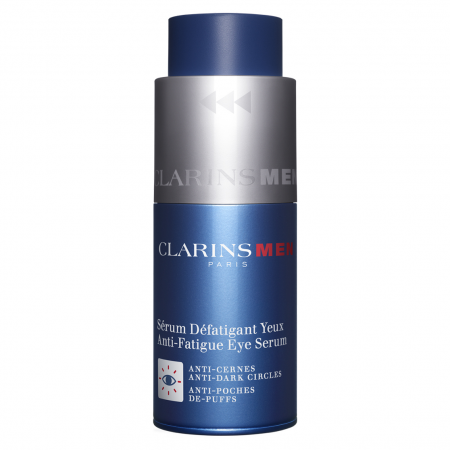 CLARINSMEN
CLARINSMEN
PARIS
Sérum Défatigant Yeux
Anti-Fatigue Eye Serum
ANTI-CERNES
ANTI-DARK CIRCLES
ANTI-POCHES
DE-PUFFS